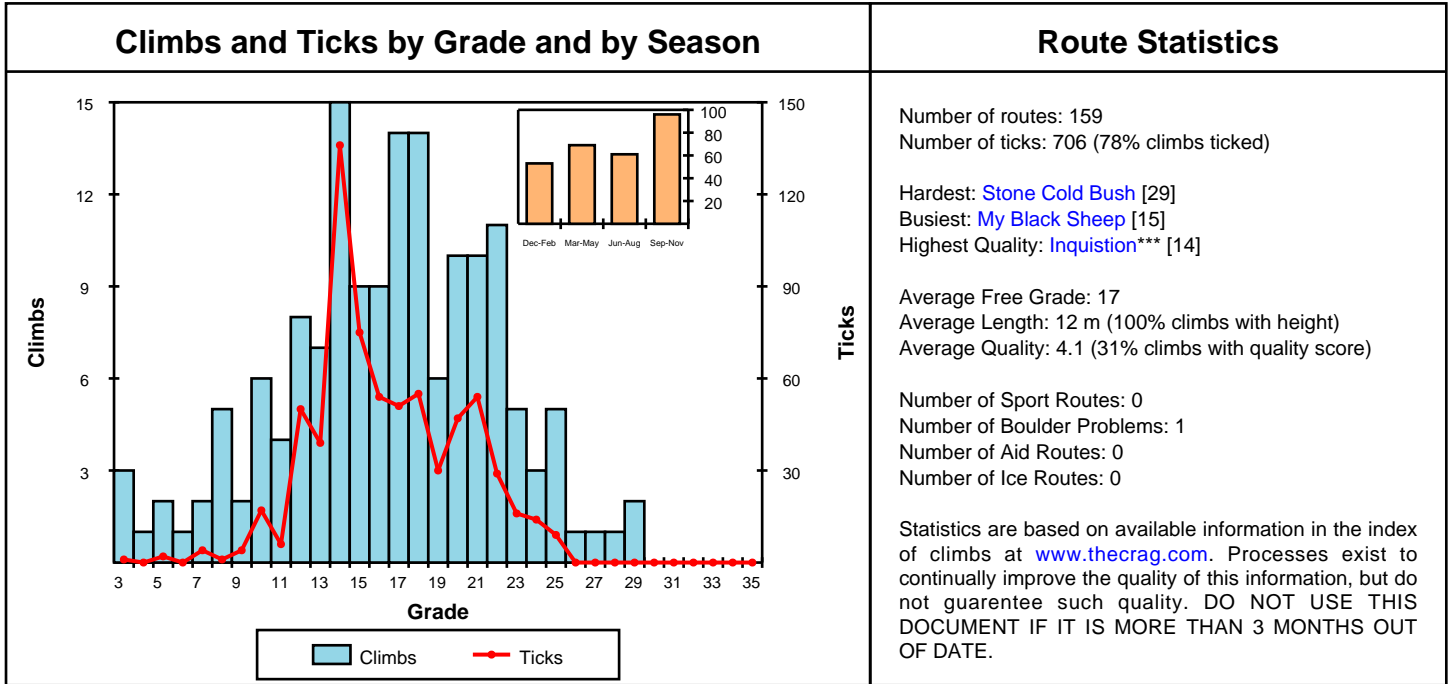 Climbs and Ticks by Grade and by Season
15
12
9
6
3
Climbs
150
120
90
60
30
Ticks
100
80
60
40
20
Dec-Feb Mar-May Jun-Aug Sep-Nov
3 5 7 9 11 13 15 17 19 21 23 25 27 29 31 33 35
Grade
Climbs Ticks
Route Statistics
Number of routes: 159
Number of ticks: 706 (78% climbs ticked)
Hardest: Stone Cold Bush [29]
Busiest: My Black Sheep [15]
Highest Quality: Inquistion*** [14]
Average Free Grade: 17
Average Length: 12 m (100% climbs with height)
Average Quality: 4.1 (31% climbs with quality score)
Number of Sport Routes: 0
Number of Boulder Problems: 1
Number of Aid Routes: 0
Number of Ice Routes: 0
Statistics are based on available information in the index
of climbs at www.thecrag.com. Processes exist to
continually improve the quality of this information, but do
not guarentee such quality. DO NOT USE THIS
DOCUMENT IF IT IS MORE THAN 3 MONTHS OUT
OF DATE.